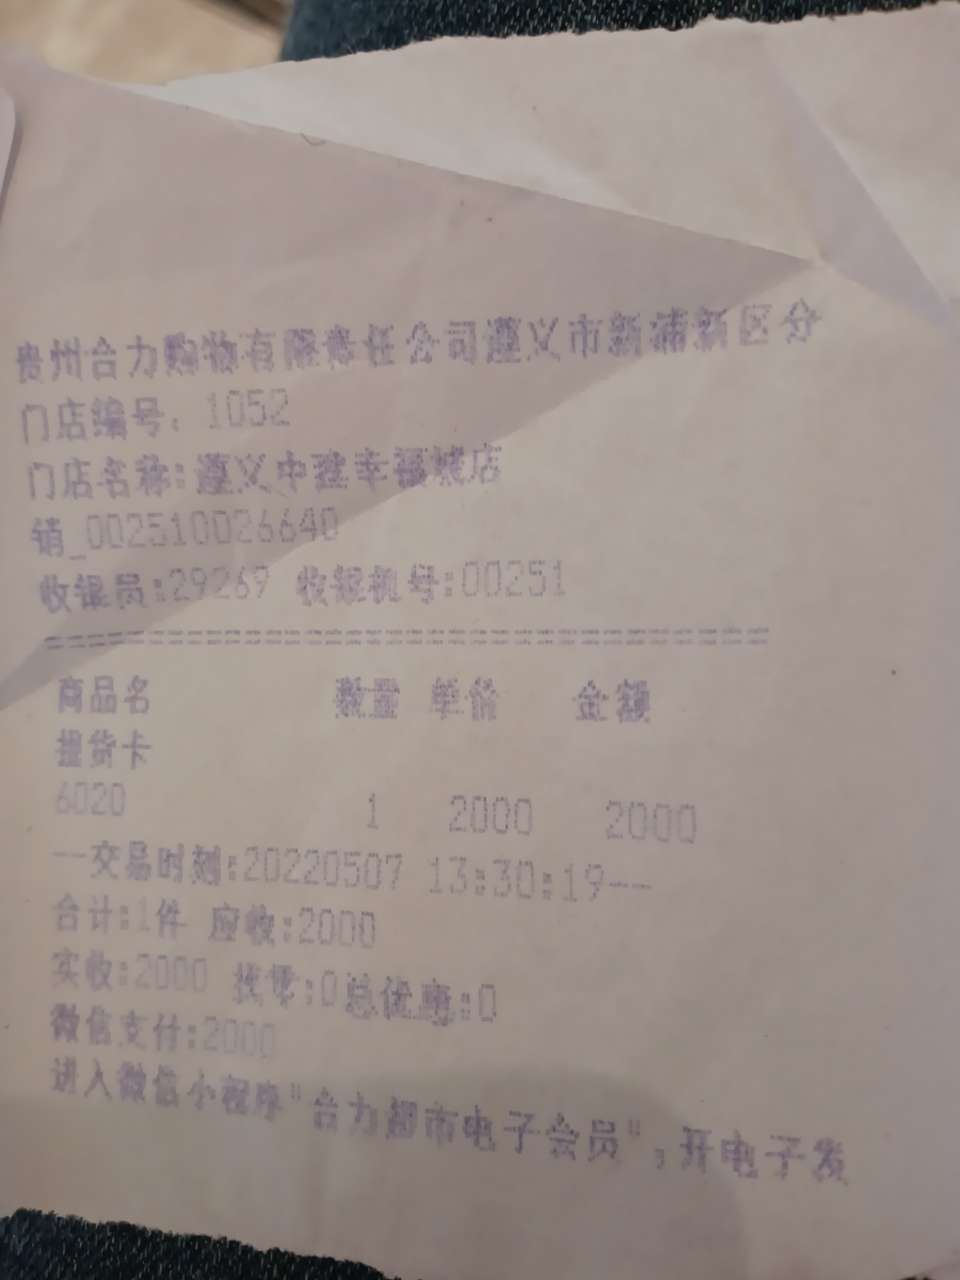 贵州合力购物有限责任公司遵义市新蒲新区分
门店编号: 1052
门店名称:遵义中建幸福城店
销_002510026640
收银员:29269 收银机号:00251
商品名 数量 单价 金额
提货卡
6020 1 2000 2000
--交易时刻:20220507 13:30:19--
合计:1件 应收:2000
实收:2000 找零:0总优惠:0
微信支付:2000
进入微信小程序"合力超市电子会员",开电子发